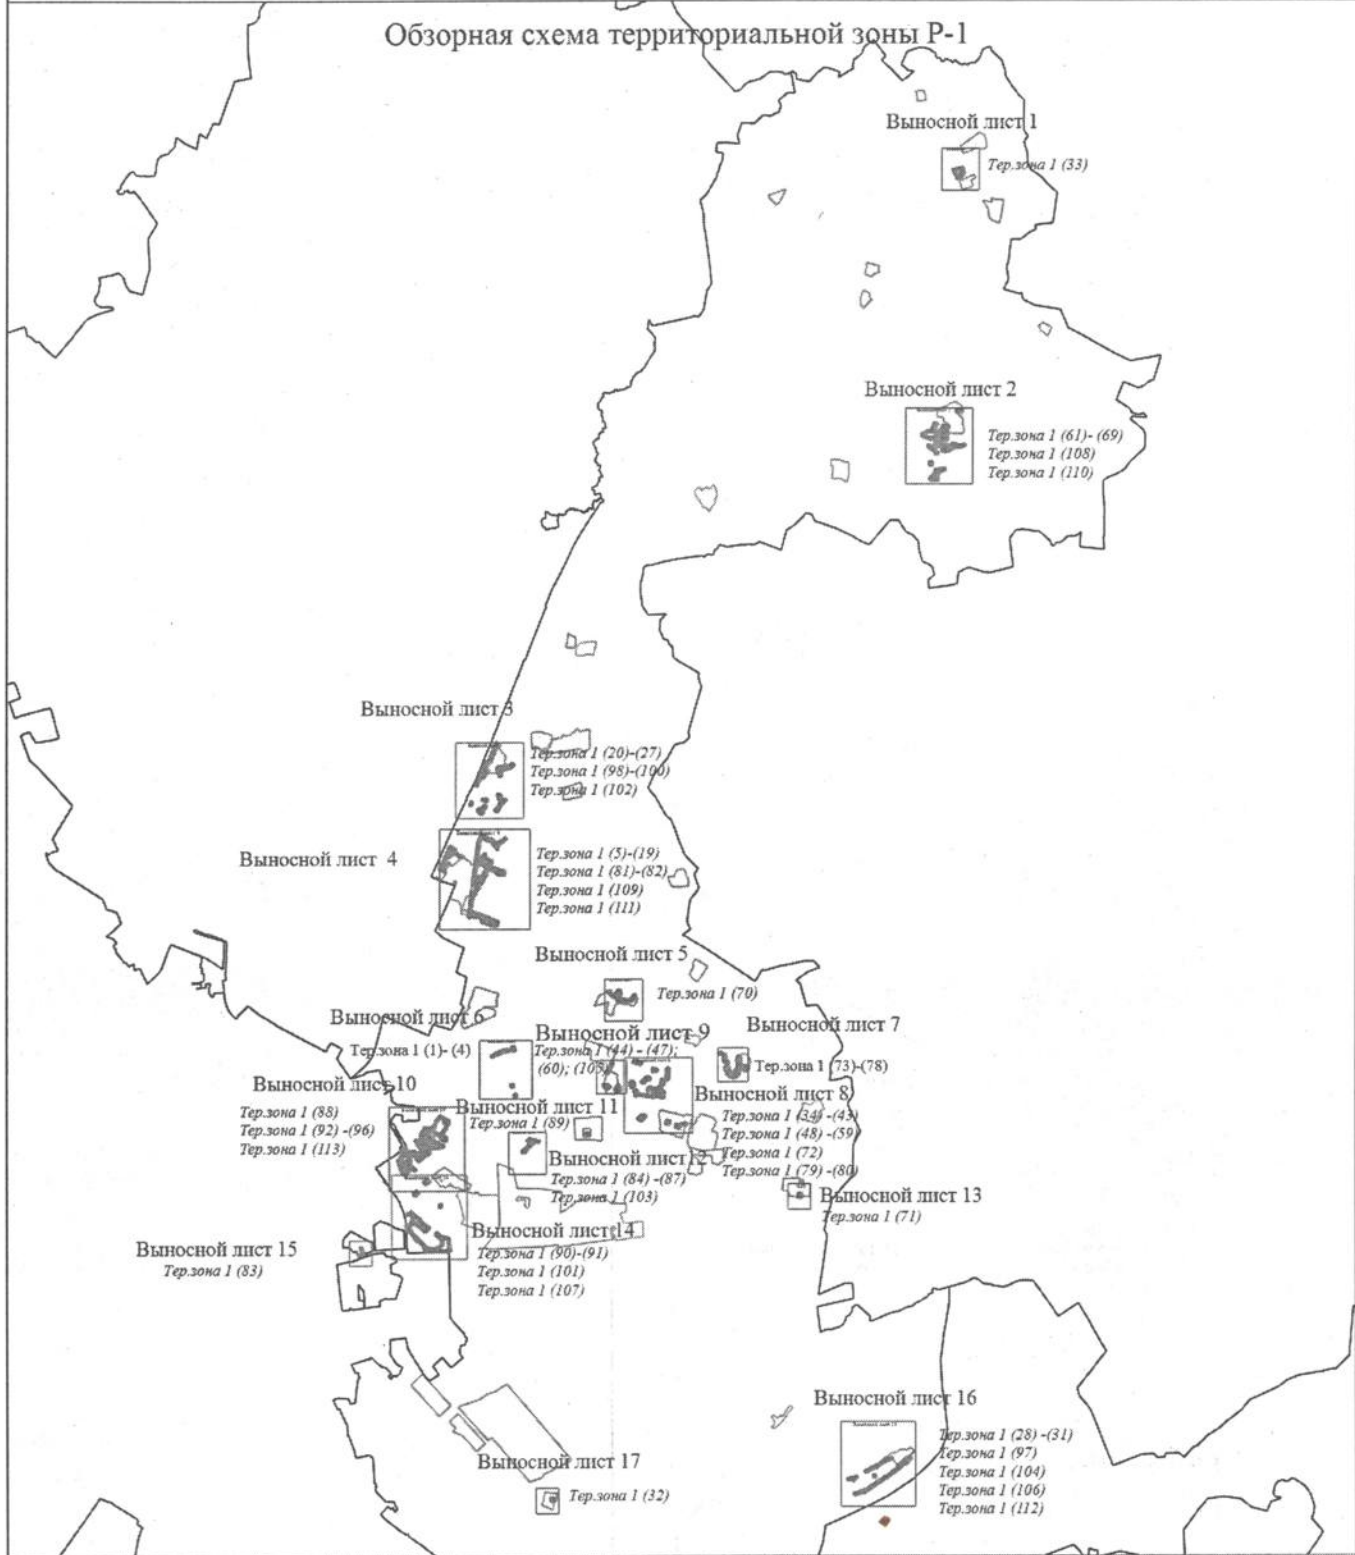 Обзорная схема территориальной зоны Р-1
Выносной лист 1
Тер.зона 1 (33)
Выносной лист 2
Тер.зона 1 (61)- (69)
Тер.зона 1 (108)
Тер.зона 1 (110)
Выносной лист 3
Тер.зона 1 (20)-(27)
Тер.зона 1 (98)-(100)
Тер.зона 1 (102)
Выносной лист 4
Тер.зона 1 (5)-(19)
Тер.зона 1 (81)-(82)
Тер.зона 1 (109)
Тер.зона 1 (111)
Выносной лист 5
Тер.зона 1 (70)
Выносной лист 6
Тер.зона 1 (1)- (4)
Выносной лист 9
Тер.зона 1 (44) - (47);
(60); (105)
Выносной лист 7
Тер.зона 1 (73)-(78)
Выносной лист 10
Тер.зона 1 (88)
Тер.зона 1 (92) -(96)
Тер.зона 1 (113)
Выносной лист 11
Тер.зона 1 (89)
Выносной лист 8
Тер.зона 1 (34) -(43)
Тер.зона 1 (48) -(59)
Тер.зона 1 (72)
Тер.зона 1 (79) -(80)
Выносной лист 12
Тер.зона 1 (84) -(87)
Тер.зона 1 (103)
Выносной лист 13
Тер.зона 1 (71)
Выносной лист 14
Тер.зона 1 (90)-(91)
Тер.зона 1 (101)
Тер.зона 1 (107)
Выносной лист 15
Тер.зона 1 (83)
Выносной лист 16
Тер.зона 1 (28) -(31)
Тер.зона 1 (97)
Тер.зона 1 (104)
Тер.зона 1 (106)
Тер.зона 1 (112)
Выносной лист 17
Тер.зона 1 (32)